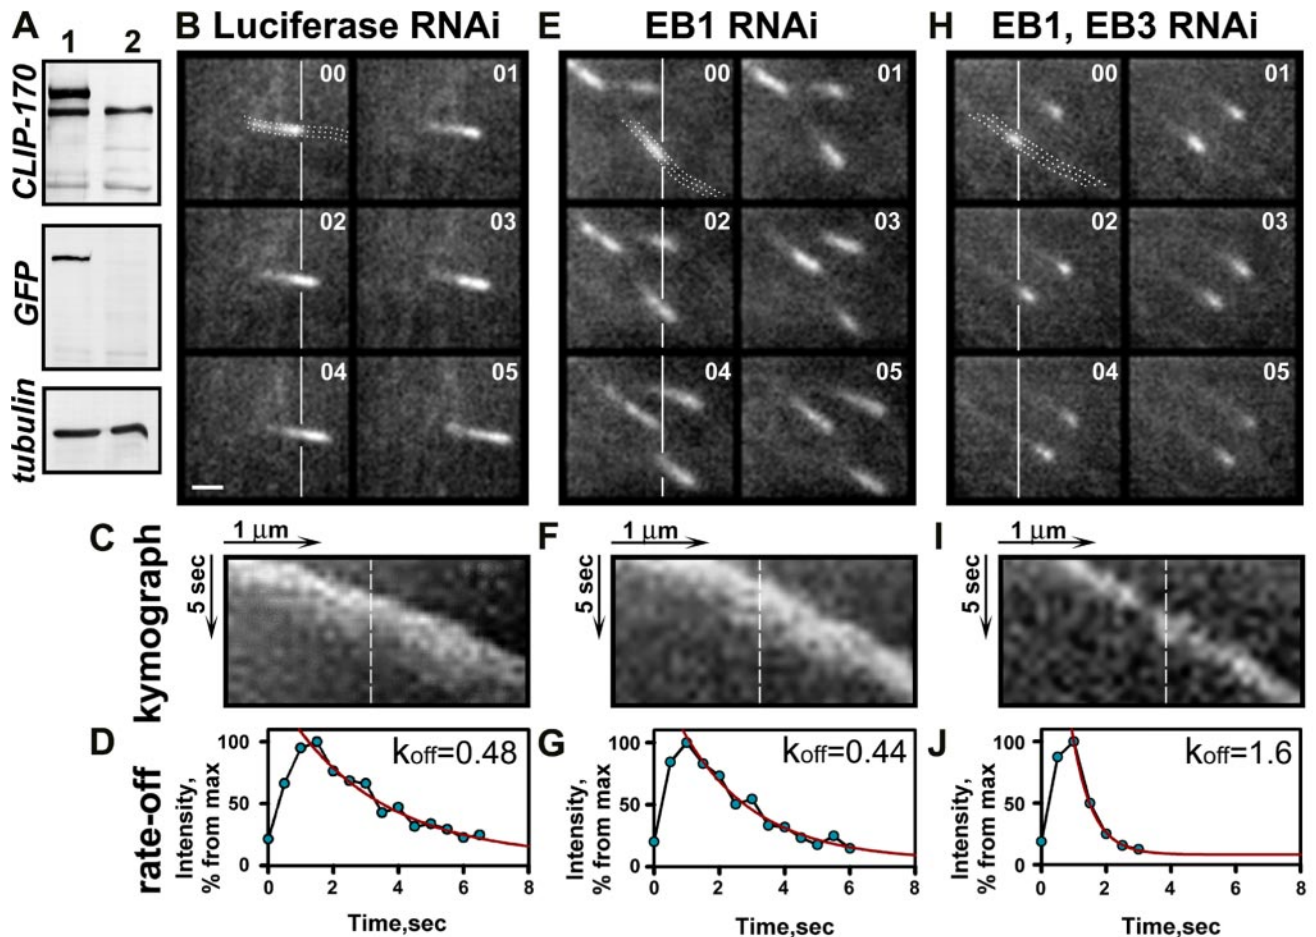 A
1 2
CLIP-170
GFP
tubulin
B Luciferase RNAi
00
01
02
03
04
05
E EB1 RNAi
00
01
02
03
04
05
H EB1, EB3 RNAi
00
01
02
03
04
05
kymograph
C
1 μm
5 sec
F
1 μm
5 sec
I
1 μm
5 sec
rate-off
D
Intensity,
% from max
100
50
0
koff=0.48
0 2 4 6 8
Time,sec
G
Intensity,
% from max
100
50
0
koff=0.44
0 2 4 6 8
Time,sec
J
Intensity,
% from max
100
50
0
koff=1.6
0 2 4 6 8
Time,sec